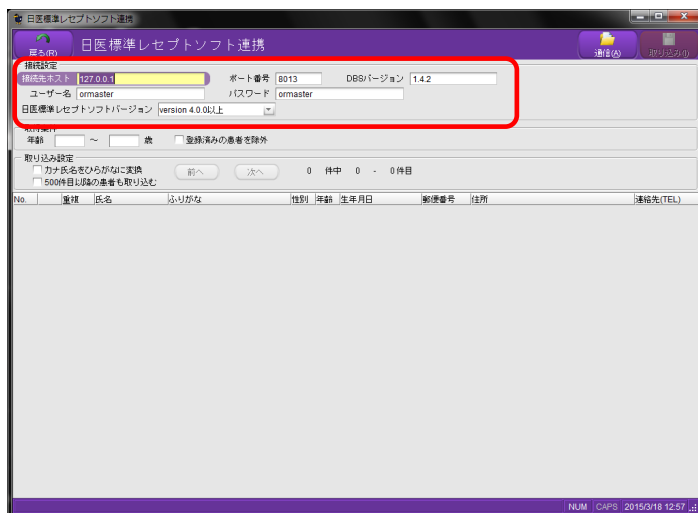 日医標準レセプトソフト連携
戻る(R) 日医標準レセプトソフト連携 通信(A) 取り込み(I)
接続設定
接続先ホスト 127.0.0.1 ポート番号 8013 DBSバージョン 1.4.2
ユーザー名 ormaster パスワード ormaster
日医標準レセプトソフトバージョン version 4.0.0以上
取得条件
年齢 ～ 歳 登録済みの患者を除外
取り込み設定
カナ氏名をひらがなに変換 前へ 次へ 0 件中 0 - 0 件目
500件目以降の患者も取り込む
No. 重複 氏名 ふりがな 性別 年齢 生年月日 郵便番号 住所 連絡先(TEL)
NUM CAPS 2015/3/18 12:57